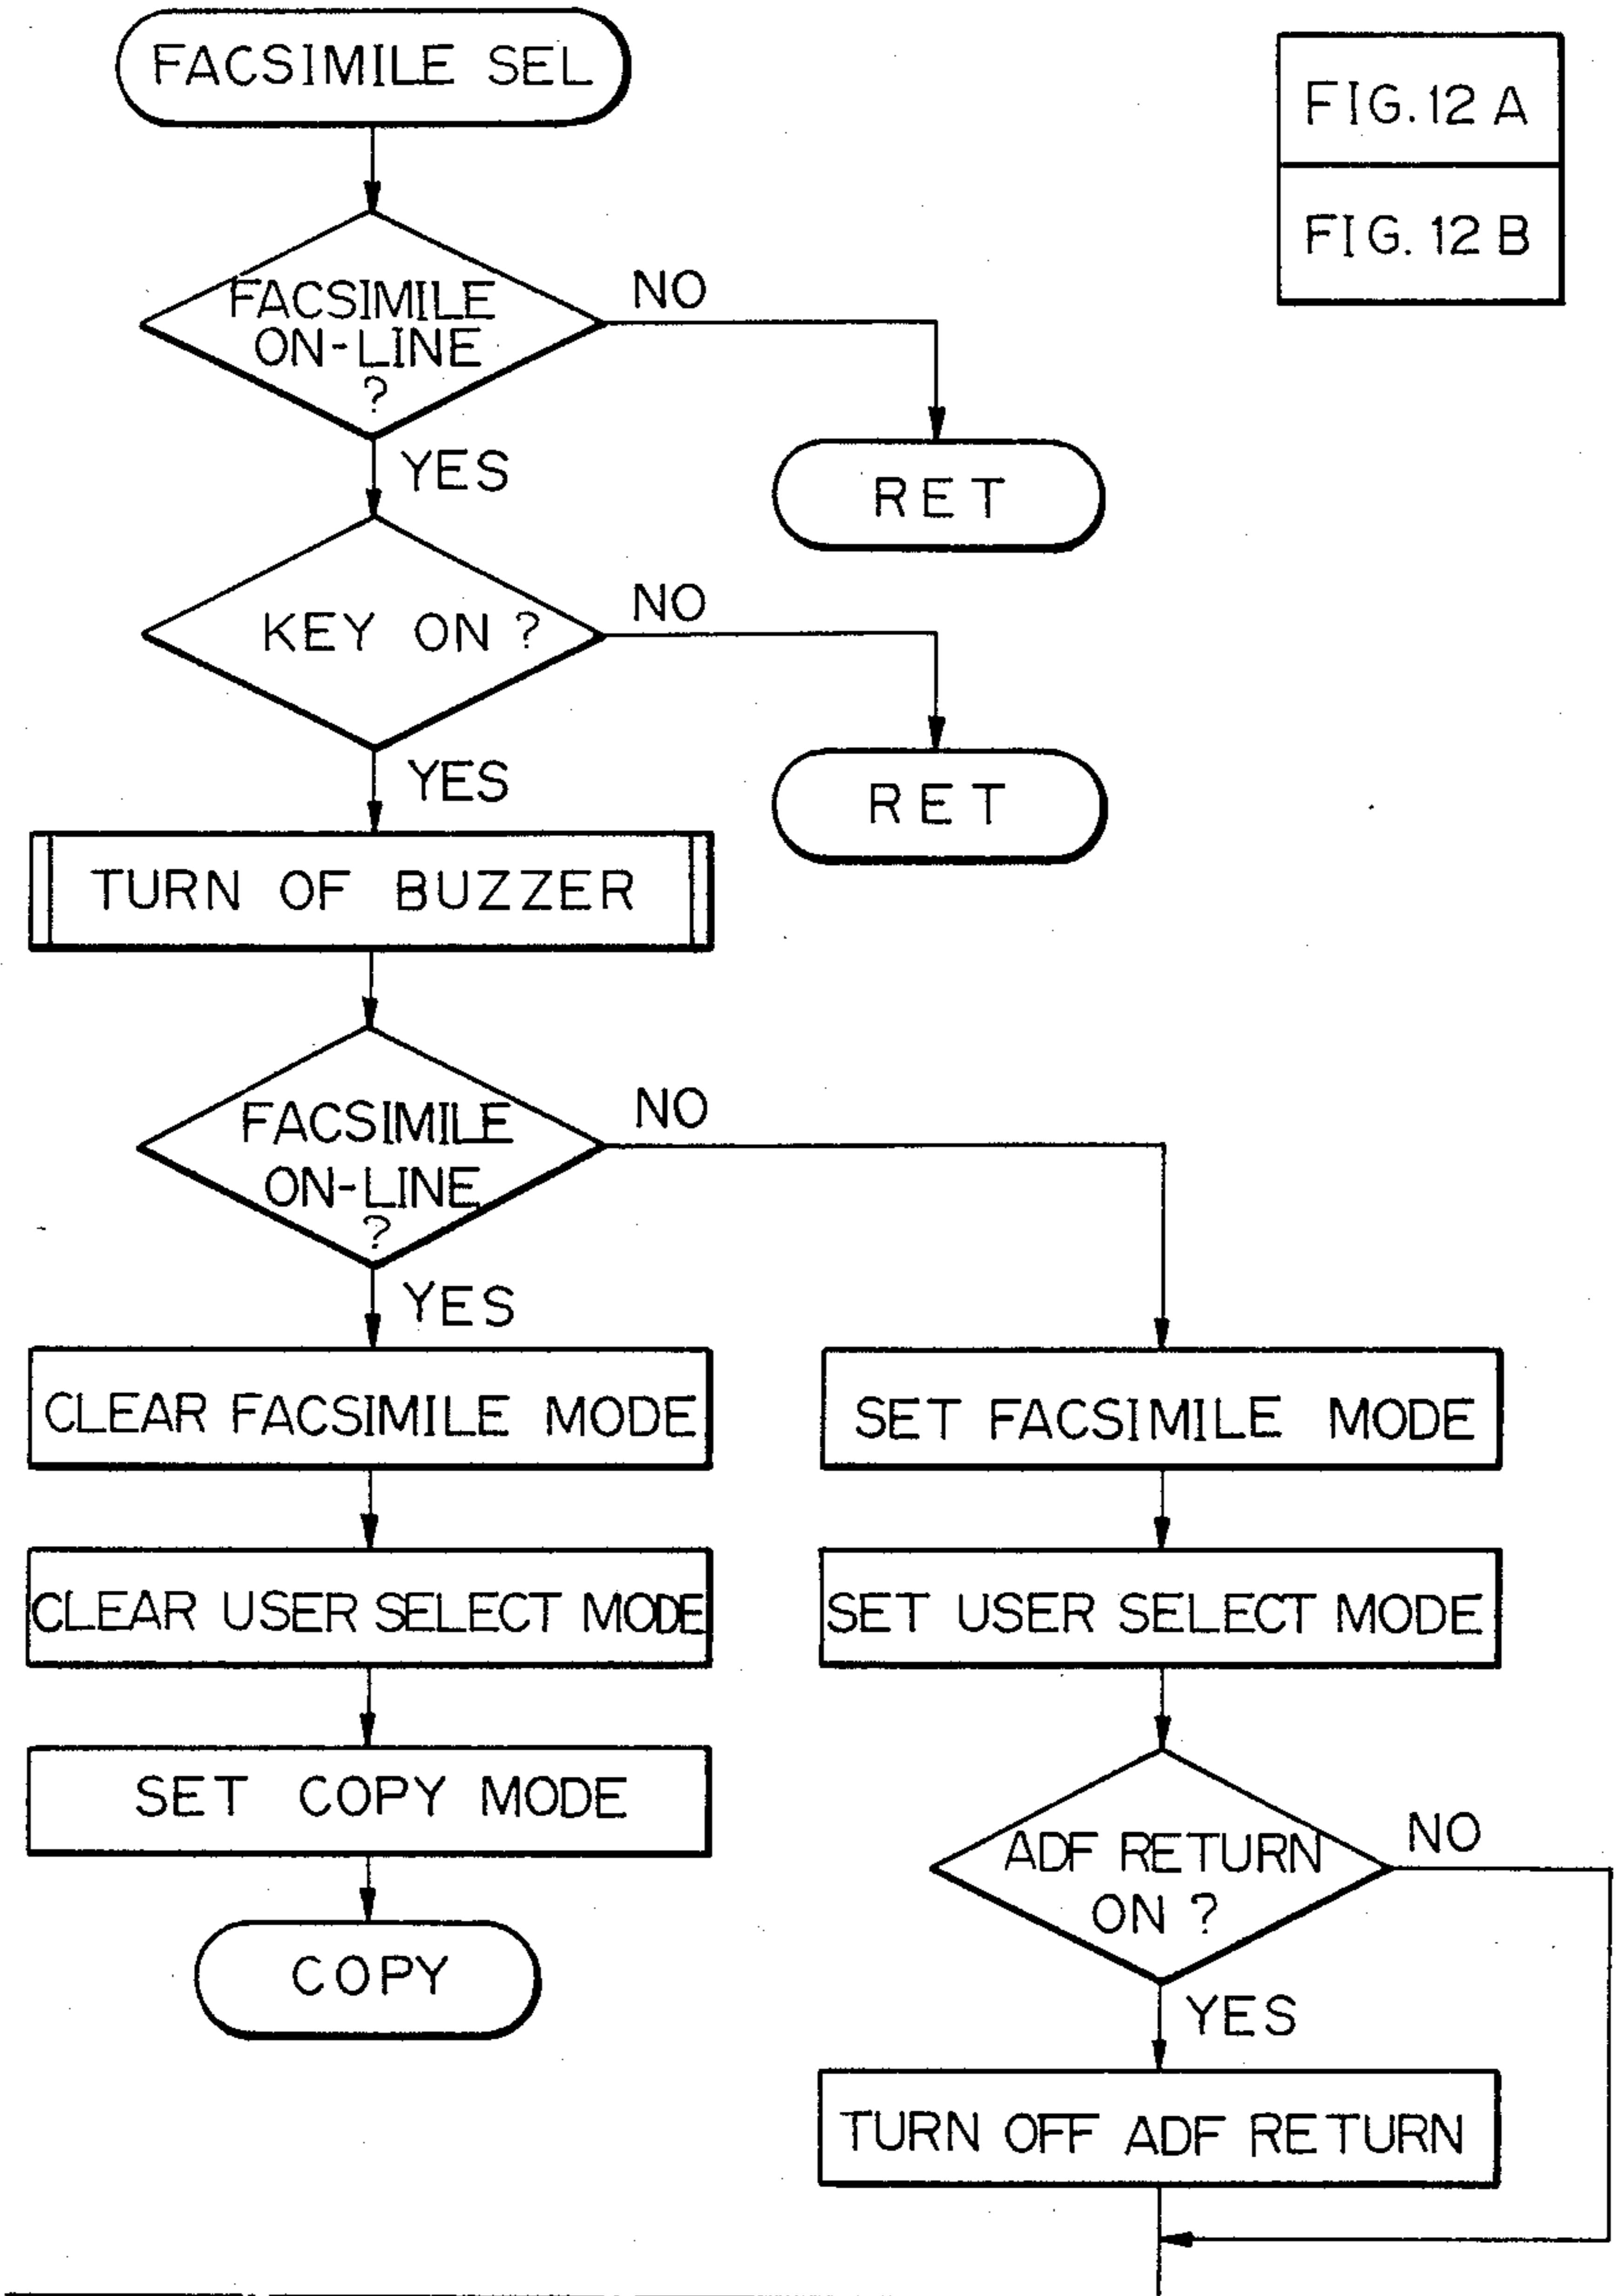 FACSIMILE SEL
FIG. 12 A
FIG. 12 B
FACSIMILE
ON-LINE
?
NO
YES
RET
KEY ON ?
NO
YES
RET
TURN OF BUZZER
FACSIMILE
ON-LINE
?
NO
YES
CLEAR FACSIMILE MODE
SET FACSIMILE MODE
CLEAR USER SELECT MODE
SET USER SELECT MODE
SET COPY MODE
ADF RETURN
ON ?
NO
COPY
YES
TURN OFF ADF RETURN